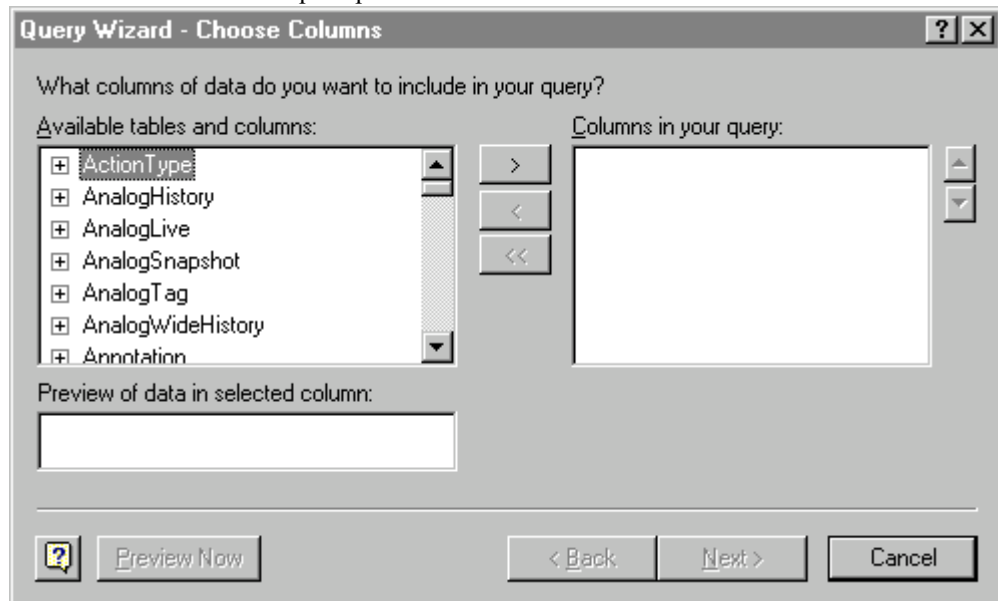 Query Wizard - Choose Columns
What columns of data do you want to include in your query?
Available tables and columns:
Columns in your query:
ActionType
AnalogHistory
AnalogLive
AnalogSnapshot
AnalogTag
AnalogWideHistory
Annotation
>
<
<<
Preview of data in selected column:
Preview Now
< Back
Next >
Cancel